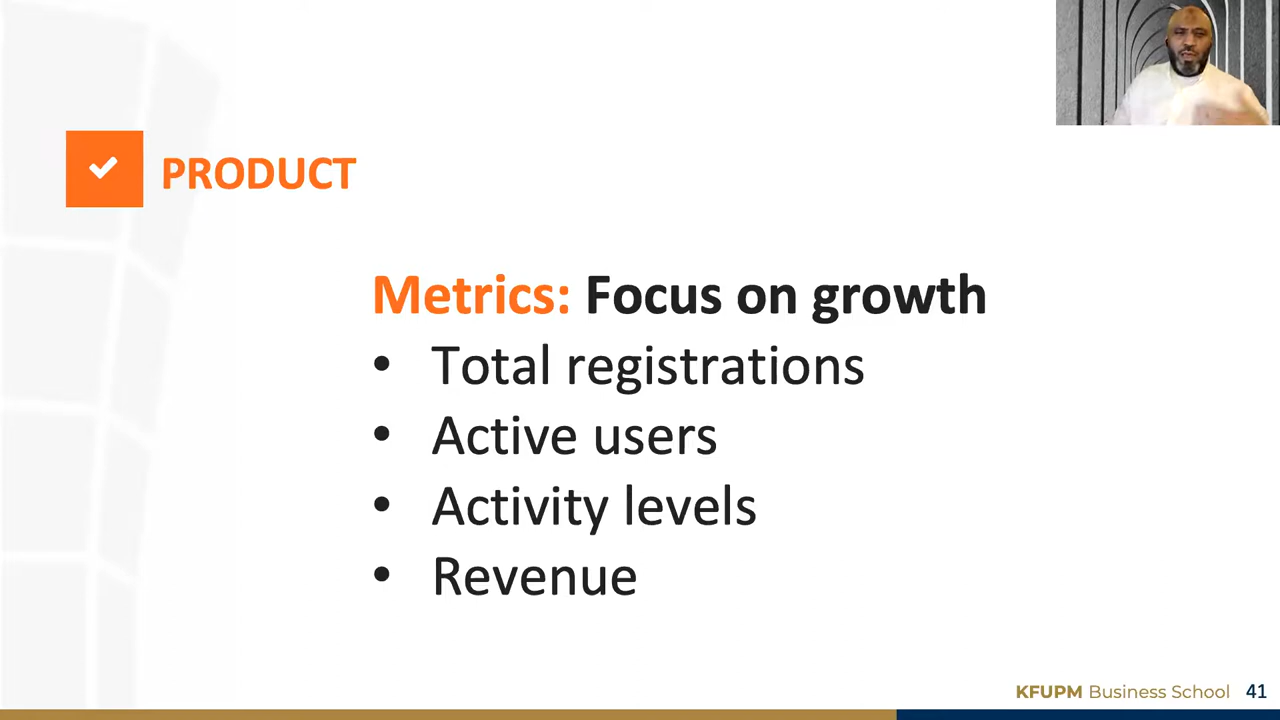 PRODUCT
Metrics: Focus on growth
• Total registrations
• Active users
• Activity levels
• Revenue
KFUPM Business School 41